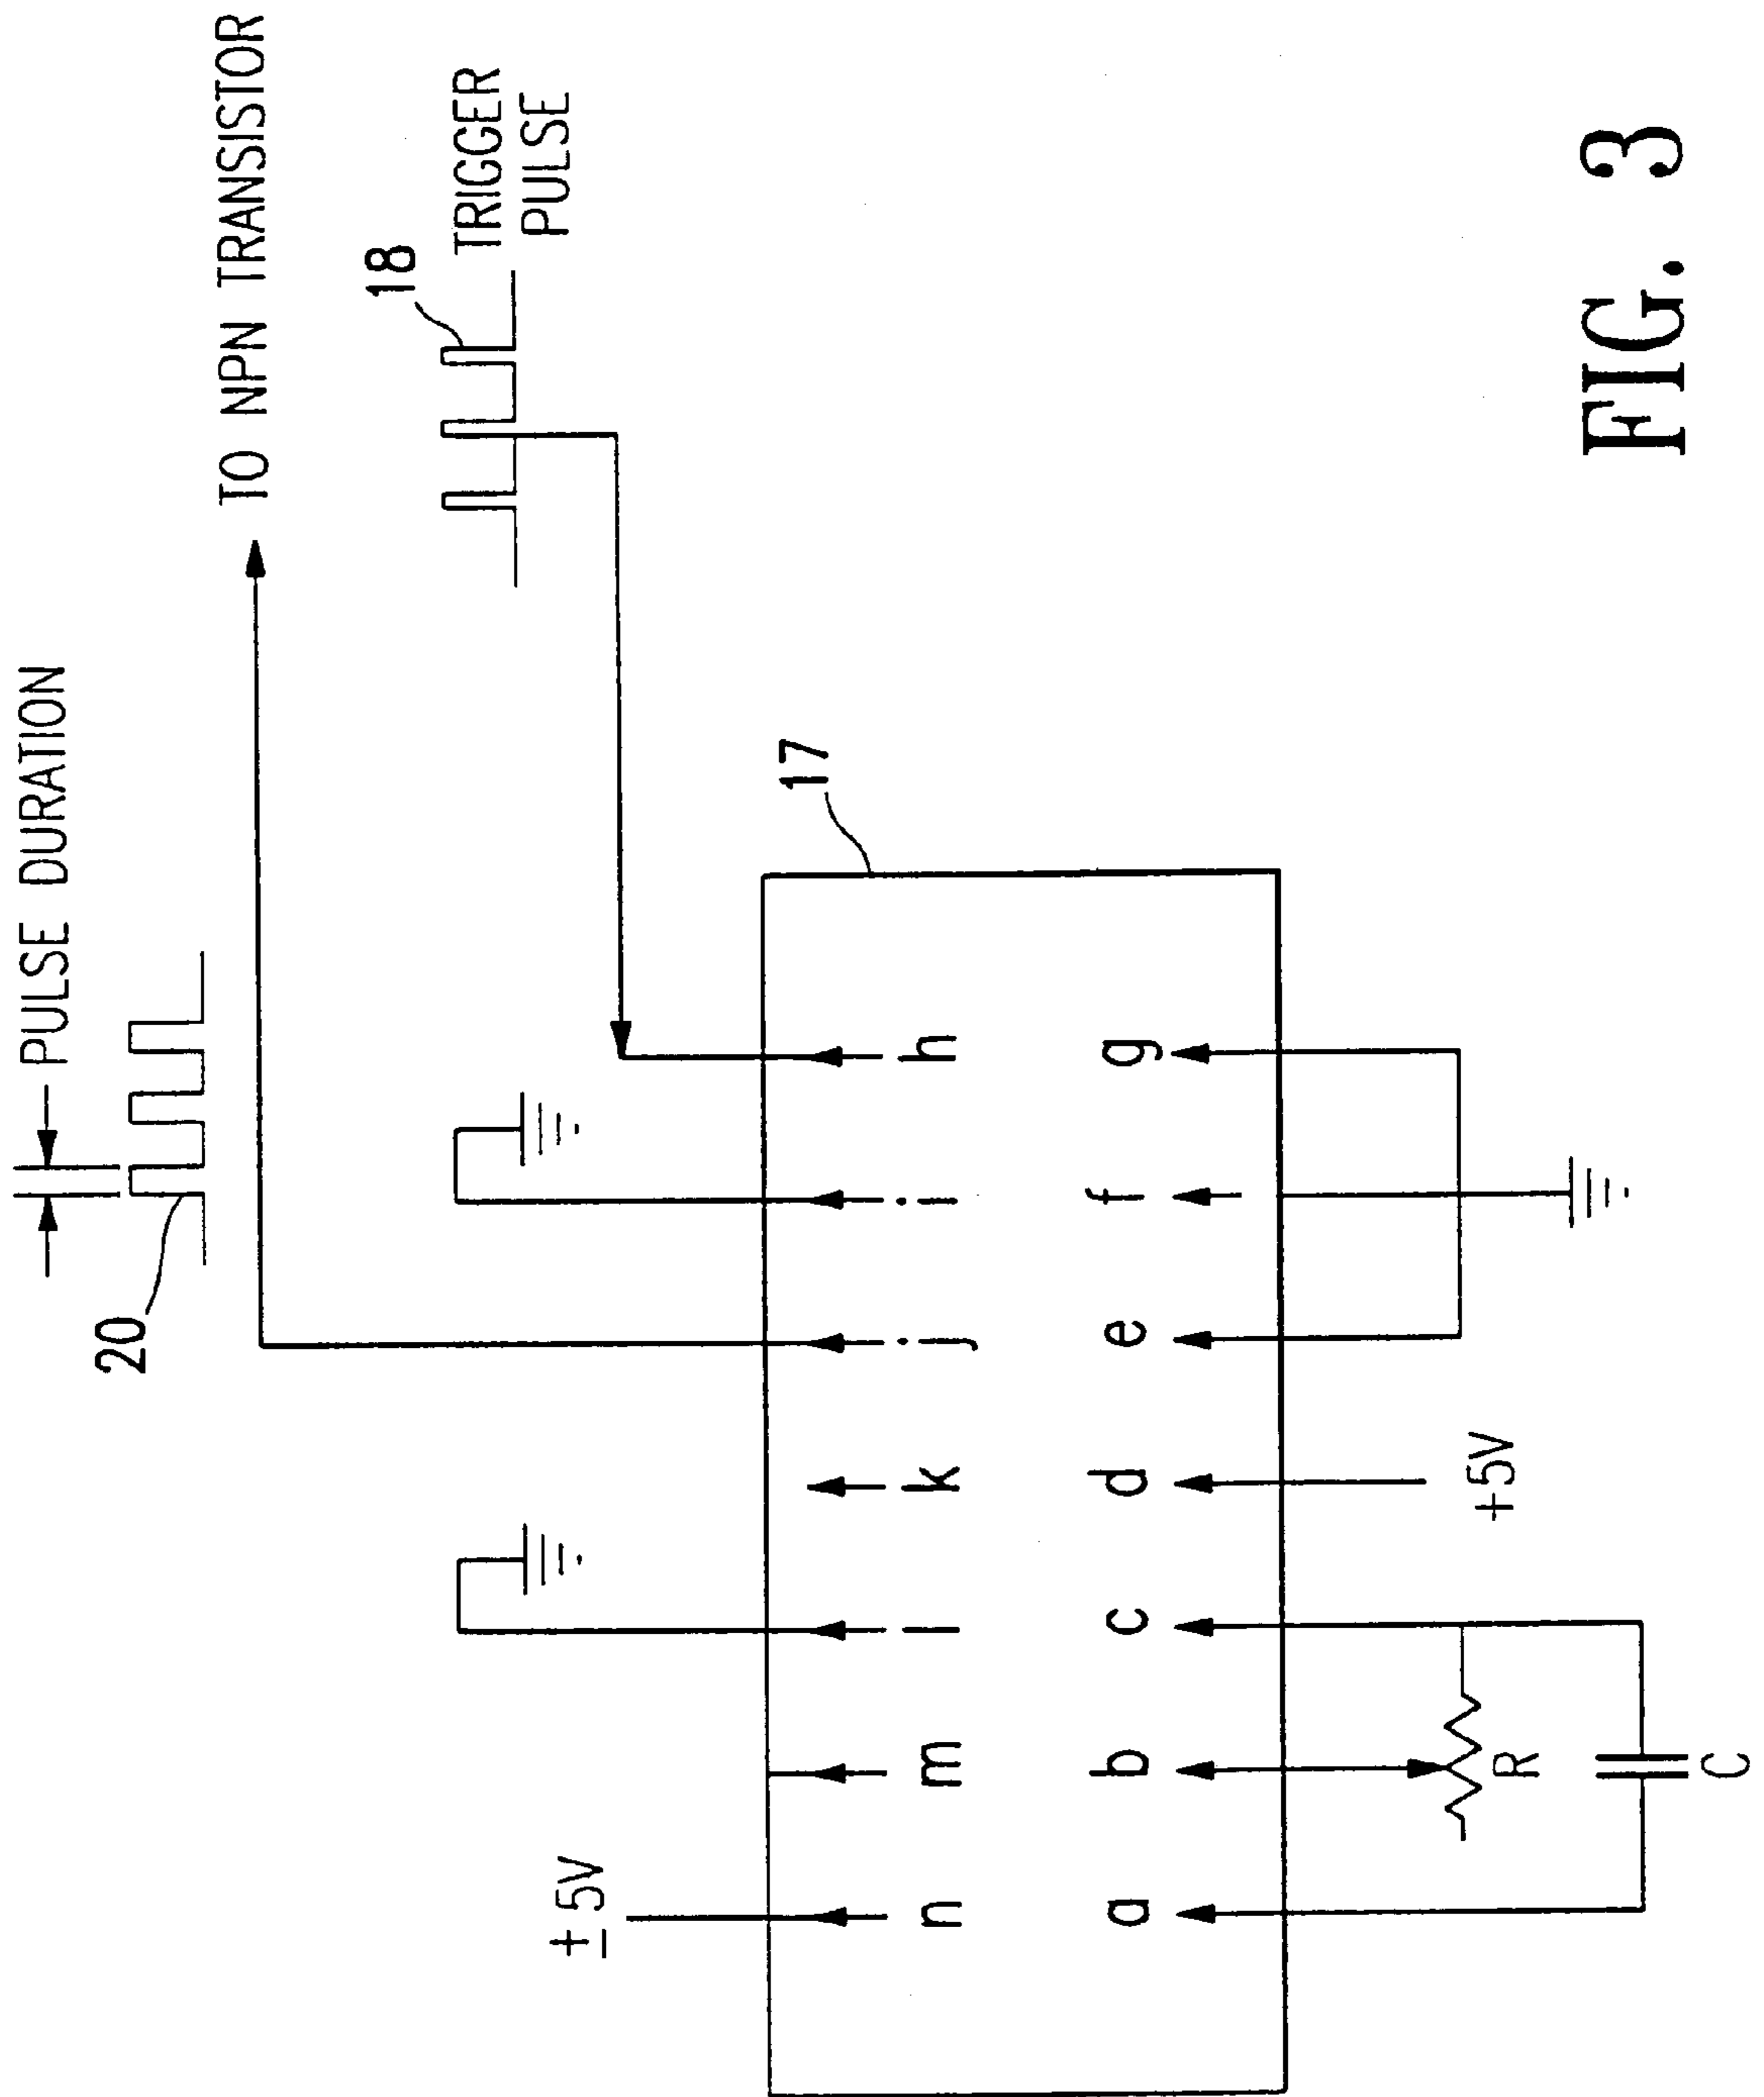 PULSE DURATION
20
TO NPN TRANSISTOR
18
TRIGGER
PULSE
±5V
17
n m l k j i h
a b c d e f g
+5V
R
C
FIG. 3